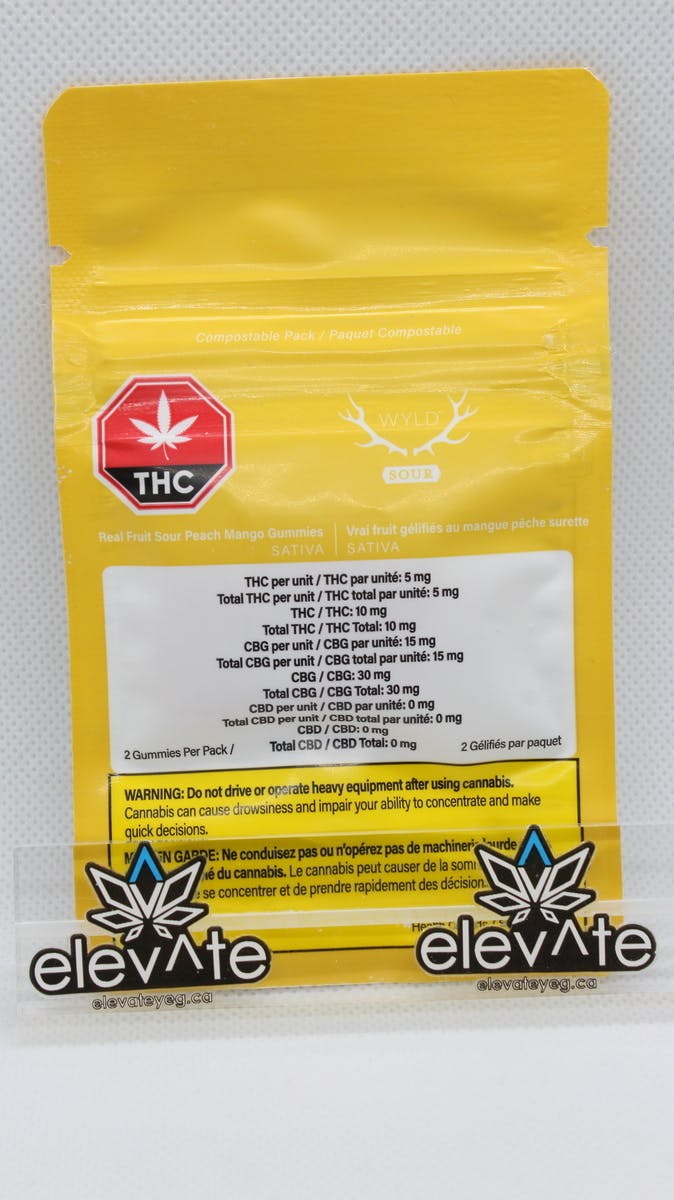 Compostable Pack / Paquet Compostable
THC
WYLD™
SOUR
Real Fruit Sour Peach Mango Gummies
SATIVA
Vrai fruit gélifiés au mangue pêche surette
SATIVA
THC per unit / THC par unité: 5 mg
Total THC per unit / THC total par unité: 5 mg
THC / THC: 10 mg
Total THC / THC Total: 10 mg
CBG per unit / CBG par unité: 15 mg
Total CBG per unit / CBG total par unité: 15 mg
CBG / CBG: 30 mg
Total CBG / CBG Total: 30 mg
CBD per unit / CBD par unité: 0 mg
Total CBD per unit / CBD total par unité: 0 mg
CBD / CBD: 0 mg
2 Gummies Per Pack / Total CBD / CBD Total: 0 mg 2 Gélifiés par paquet
WARNING: Do not drive or operate heavy equipment after using cannabis.
Cannabis can cause drowsiness and impair your ability to concentrate and make
quick decisions.
EN GARDE: Ne conduisez pas ou n'opérez pas de machinerie lourde
du cannabis. Le cannabis peut causer de la
se concentrer et de prendre rapidement des décision
Health
elev^te
elevateyeg.ca
elev^te
elevateyeg.ca